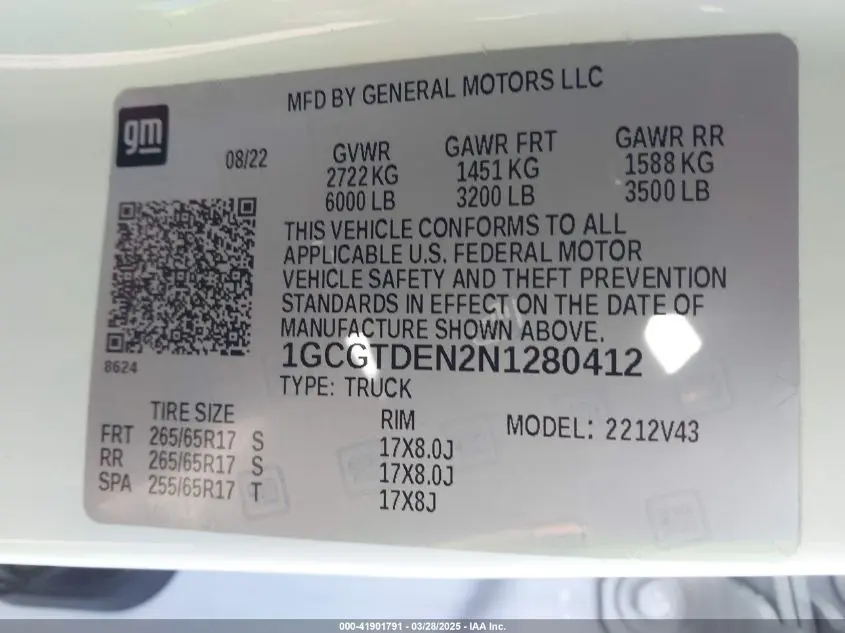 MFD BY GENERAL MOTORS LLC
gm
08/22
GVWR
2722 KG
6000 LB
GAWR FRT
1451 KG
3200 LB
GAWR RR
1588 KG
3500 LB
THIS VEHICLE CONFORMS TO ALL
APPLICABLE U.S. FEDERAL MOTOR
VEHICLE SAFETY AND THEFT PREVENTION
STANDARDS IN EFFECT ON THE DATE OF
MANUFACTURE SHOWN ABOVE.
8624
1GCGTDEN2N1280412
TYPE: TRUCK
TIRE SIZE
RIM
MODEL: 2212V43
FRT 265/65R17 S 17X8.0J
RR 265/65R17 S 17X8.0J
SPA 255/65R17 T 17X8J
000-41901791 - 03/28/2025 - IAA Inc.